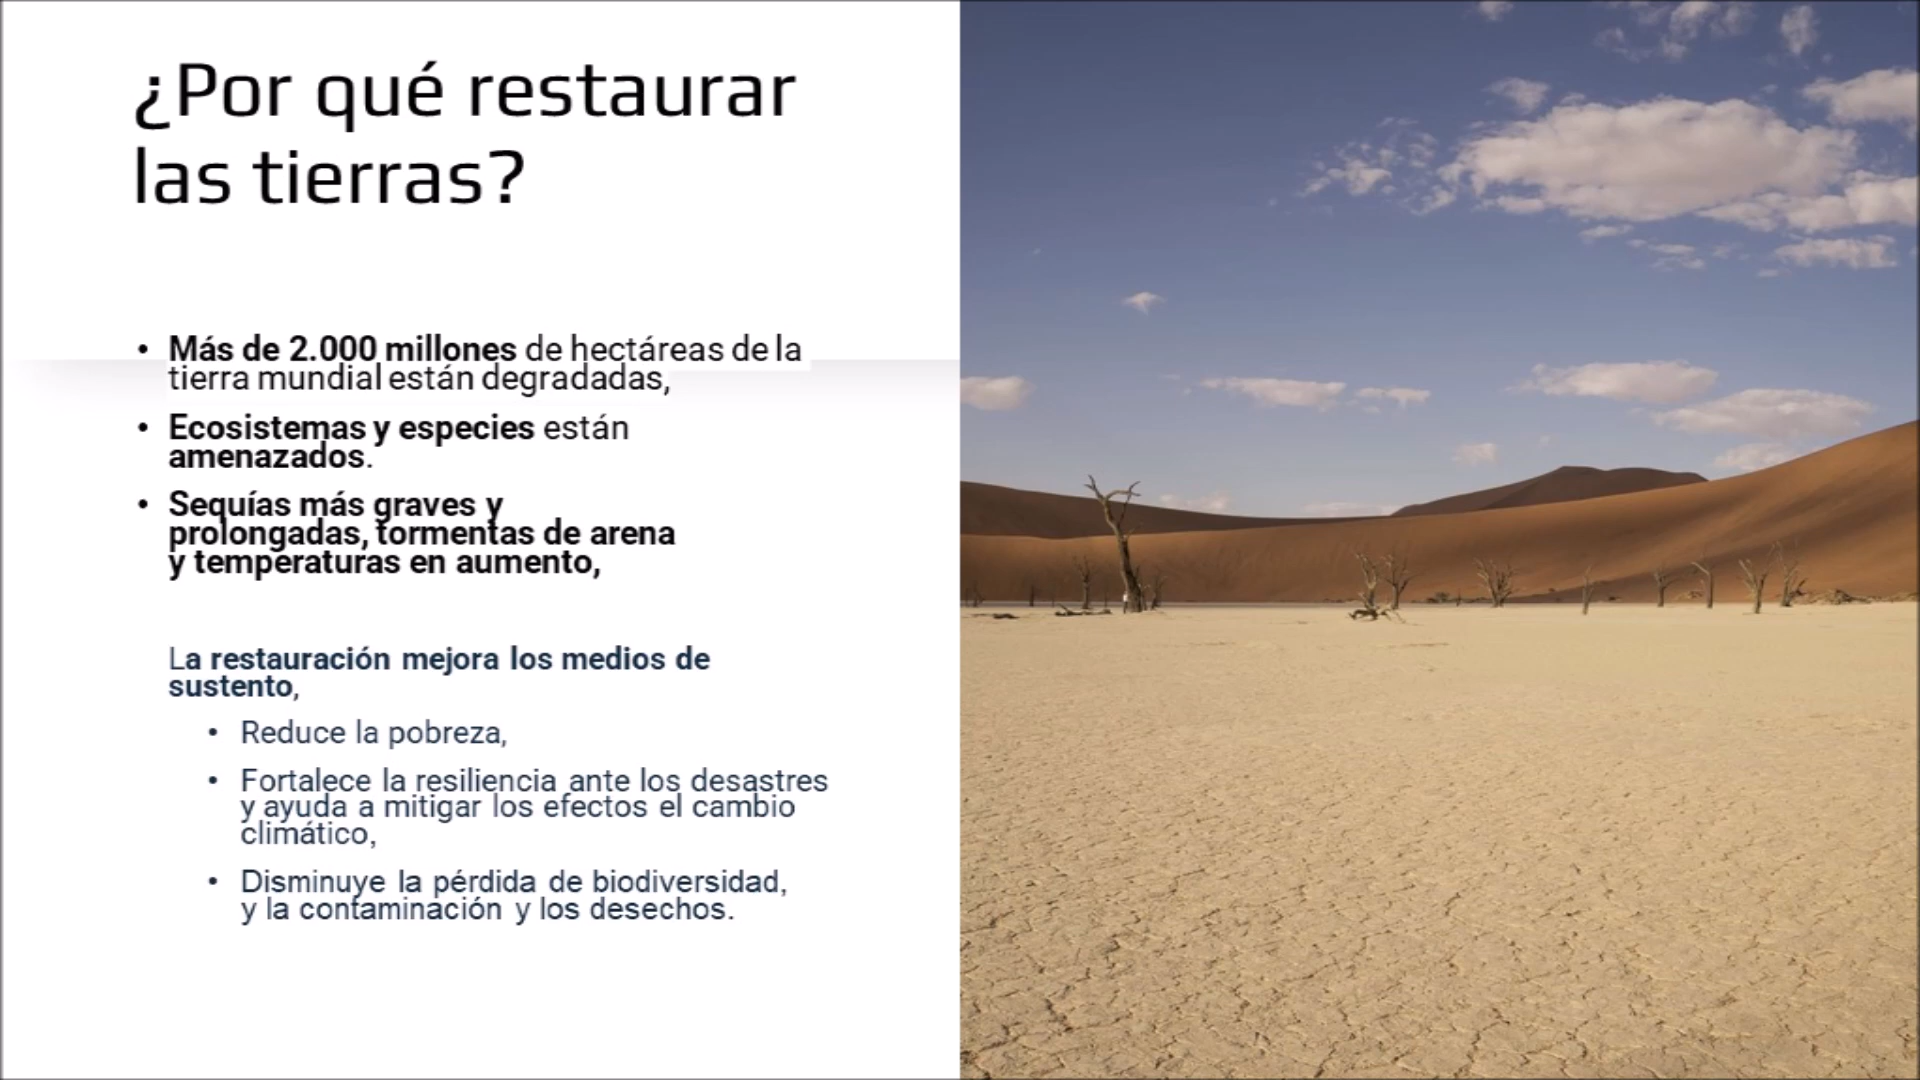 ¿Por qué restaurar
las tierras?
• Más de 2.000 millones de hectáreas de la
tierra mundial están degradadas,
• Ecosistemas y especies están
amenazados.
• Sequías más graves y
prolongadas, tormentas de arena
y temperaturas en aumento,
La restauración mejora los medios de
sustento,
• Reduce la pobreza,
• Fortalece la resiliencia ante los desastres
y ayuda a mitigar los efectos el cambio
climático,
• Disminuye la pérdida de biodiversidad,
y la contaminación y los desechos.